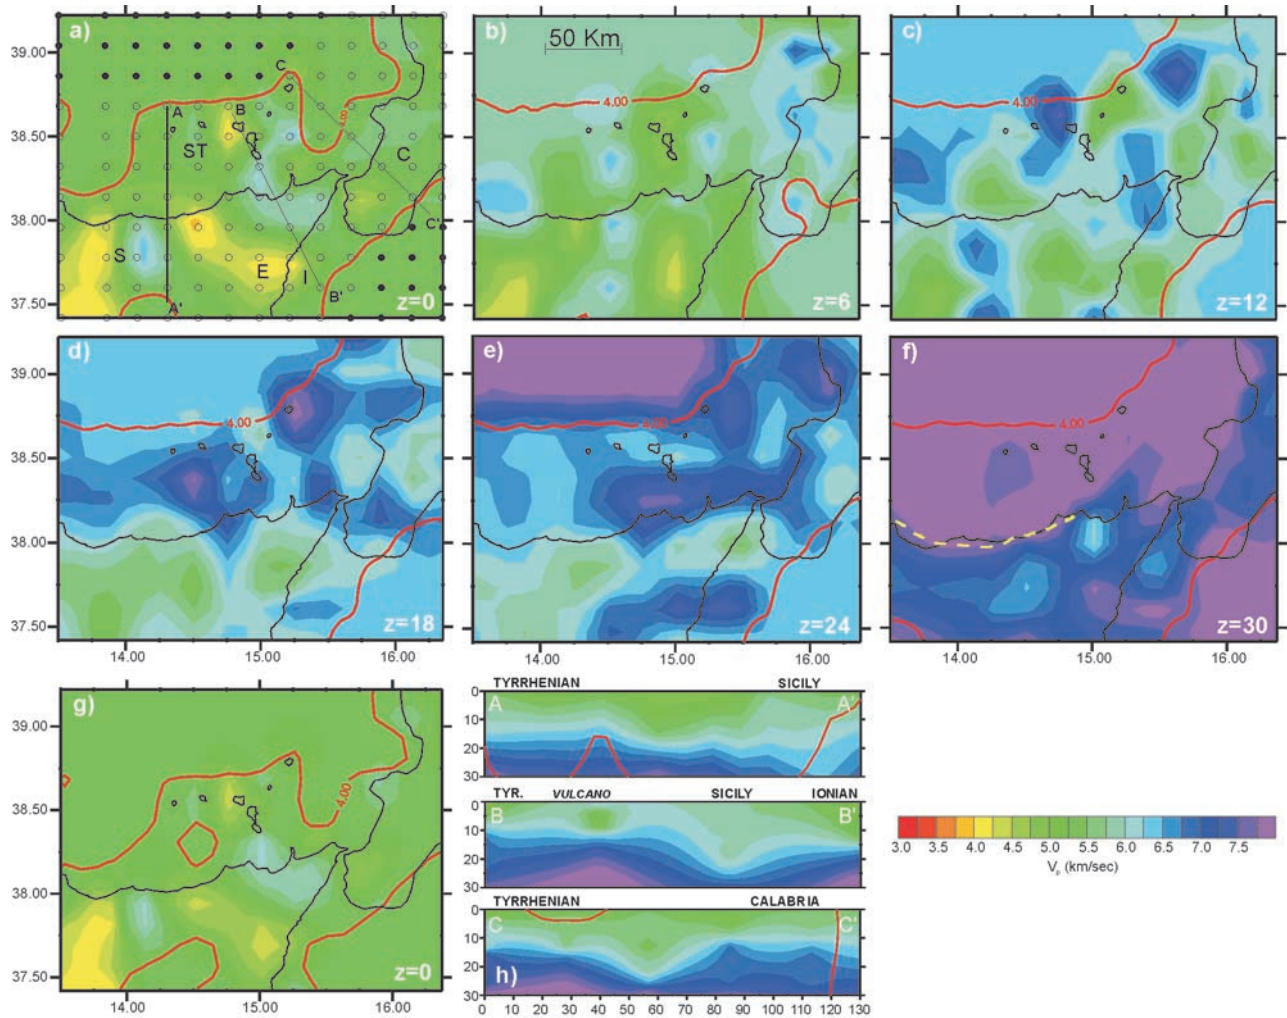 a)
b)
c)
50 Km
39.00
38.50
38.00
37.50
C
A
B
4.00
4.00
4.00
ST
C
S
E
I
C'
B'
A'
z=0
z=6
z=12
d)
e)
f)
39.00
38.50
38.00
37.50
4.00
4.00
4.00
z=18
z=24
z=30
14.00
15.00
16.00
14.00
15.00
16.00
14.00
15.00
16.00
g)
39.00
38.50
38.00
37.50
4.00
z=0
14.00
15.00
16.00
TYRRHENIAN
SICILY
0
10
20
30
A
A'
TYR.
VULCANO
SICILY
IONIAN
0
10
20
30
B
B'
TYRRHENIAN
CALABRIA
0
10
20
30
C
C'
h)
0 10 20 30 40 50 60 70 80 90 100 110 120 130
3.0 3.5 4.0 4.5 5.0 5.5 6.0 6.5 7.0 7.5
Vp (km/sec)